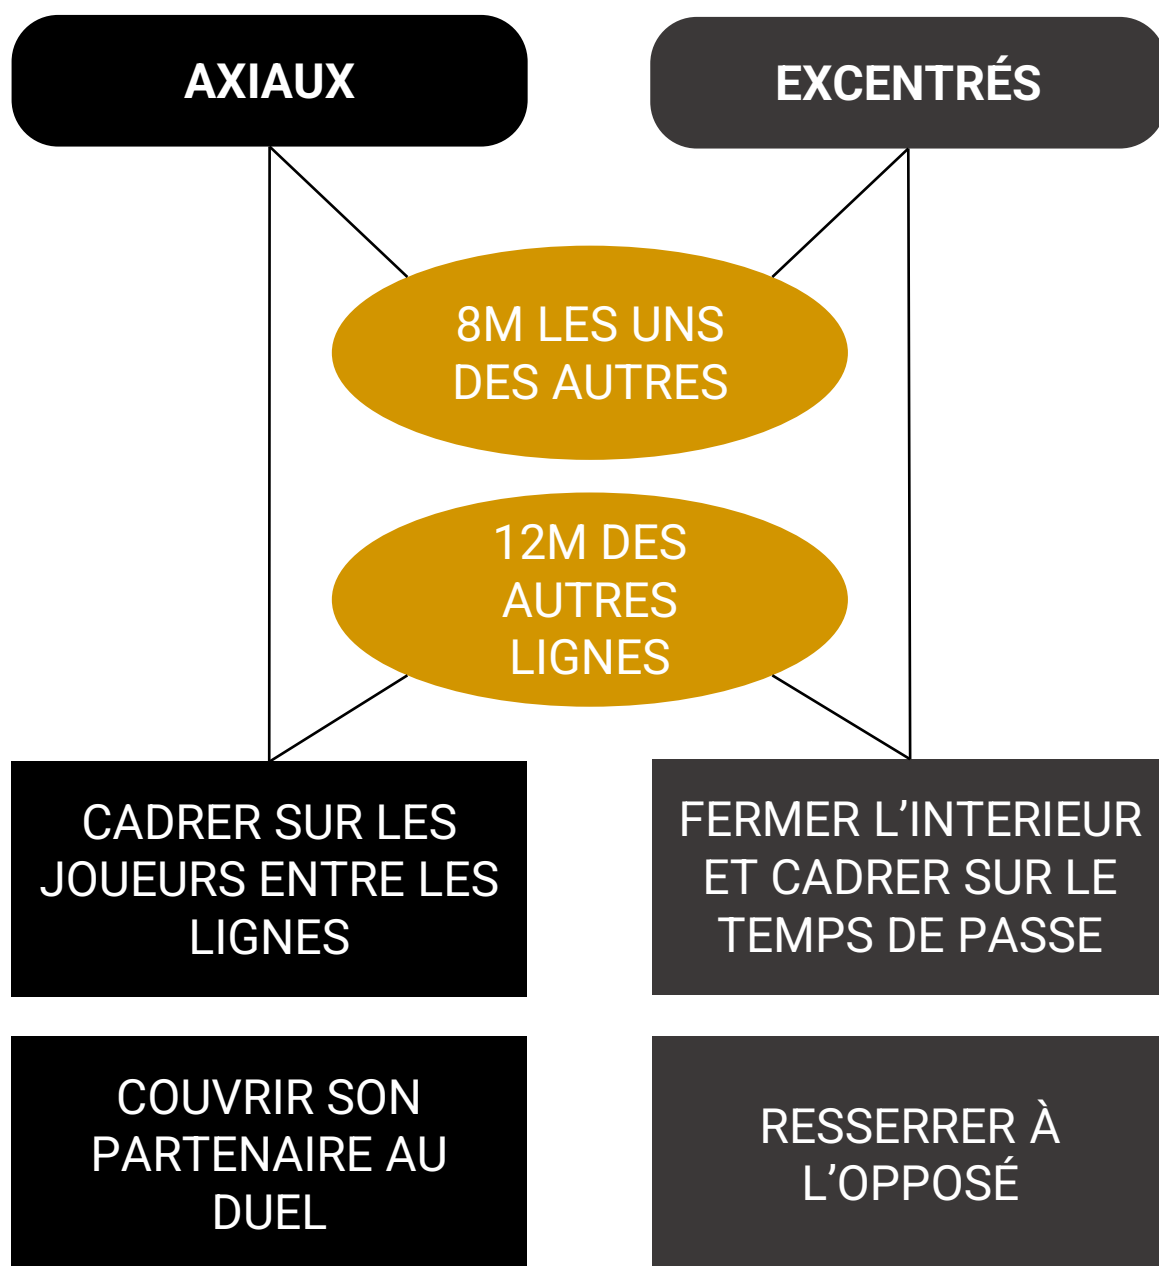 AXIAUX
EXCENTRÉS
8M LES UNS
DES AUTRES
12M DES
AUTRES
LIGNES
CADRER SUR LES
JOUEURS ENTRE LES
LIGNES
FERMER L’INTERIEUR
ET CADRER SUR LE
TEMPS DE PASSE
COUVRIR SON
PARTENAIRE AU
DUEL
RESSERRER À
L’OPPOSÉ